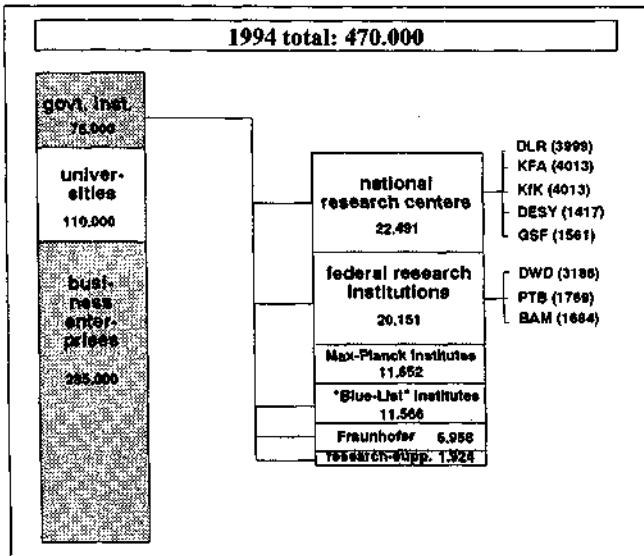 1994 total: 470.000
govt. inst.
75.000
univer-
sities
110.000
busi-
ness
enter-
prises
285.000
national
research centers
22,491
federal research
institutions
20,151
Max-Planck Institutes
11,652
"Blue-List" Institutes
11,566
Fraunhofer 6,958
research-supp. 1,924
DLR (3999)
KFA (4013)
KfK (4013)
DESY (1417)
GSF (1561)
DWD (3186)
PTB (1769)
BAM (1684)